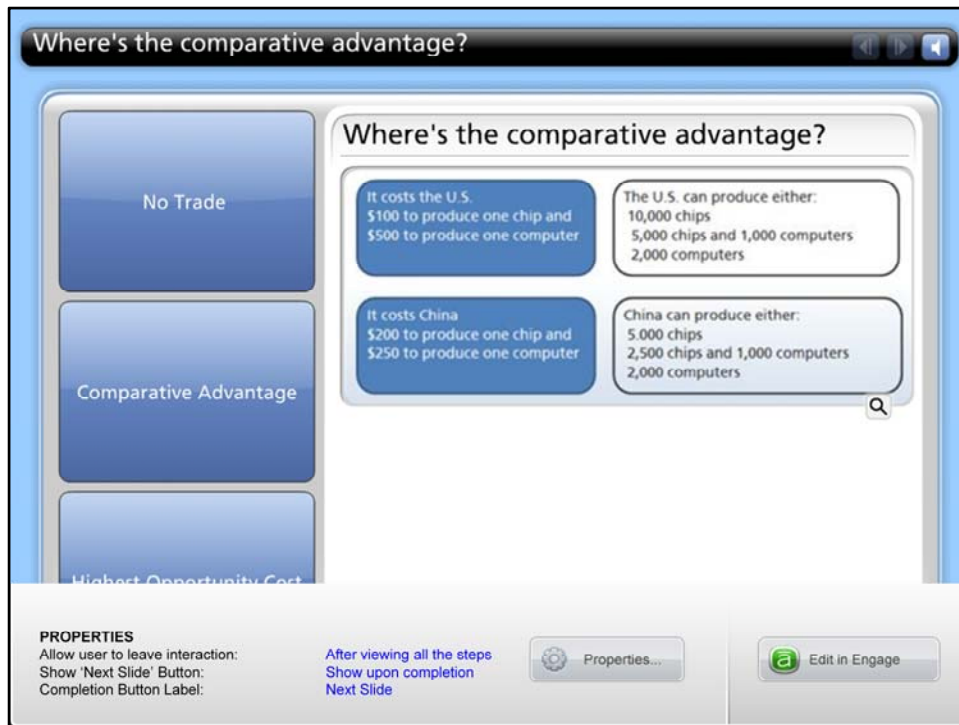 Where's the comparative advantage?
No Trade
Comparative Advantage
Highest Opportunity Cost
Where's the comparative advantage?
It costs the U.S.
$100 to produce one chip and
$500 to produce one computer
The U.S. can produce either:
10,000 chips
5,000 chips and 1,000 computers
2,000 computers
It costs China
$200 to produce one chip and
$250 to produce one computer
China can produce either:
5.000 chips
2,500 chips and 1,000 computers
2,000 computers
PROPERTIES
Allow user to leave interaction: After viewing all the steps
Show ‘Next Slide’ Button: Show upon completion
Completion Button Label: Next Slide
Properties...
Edit in Engage